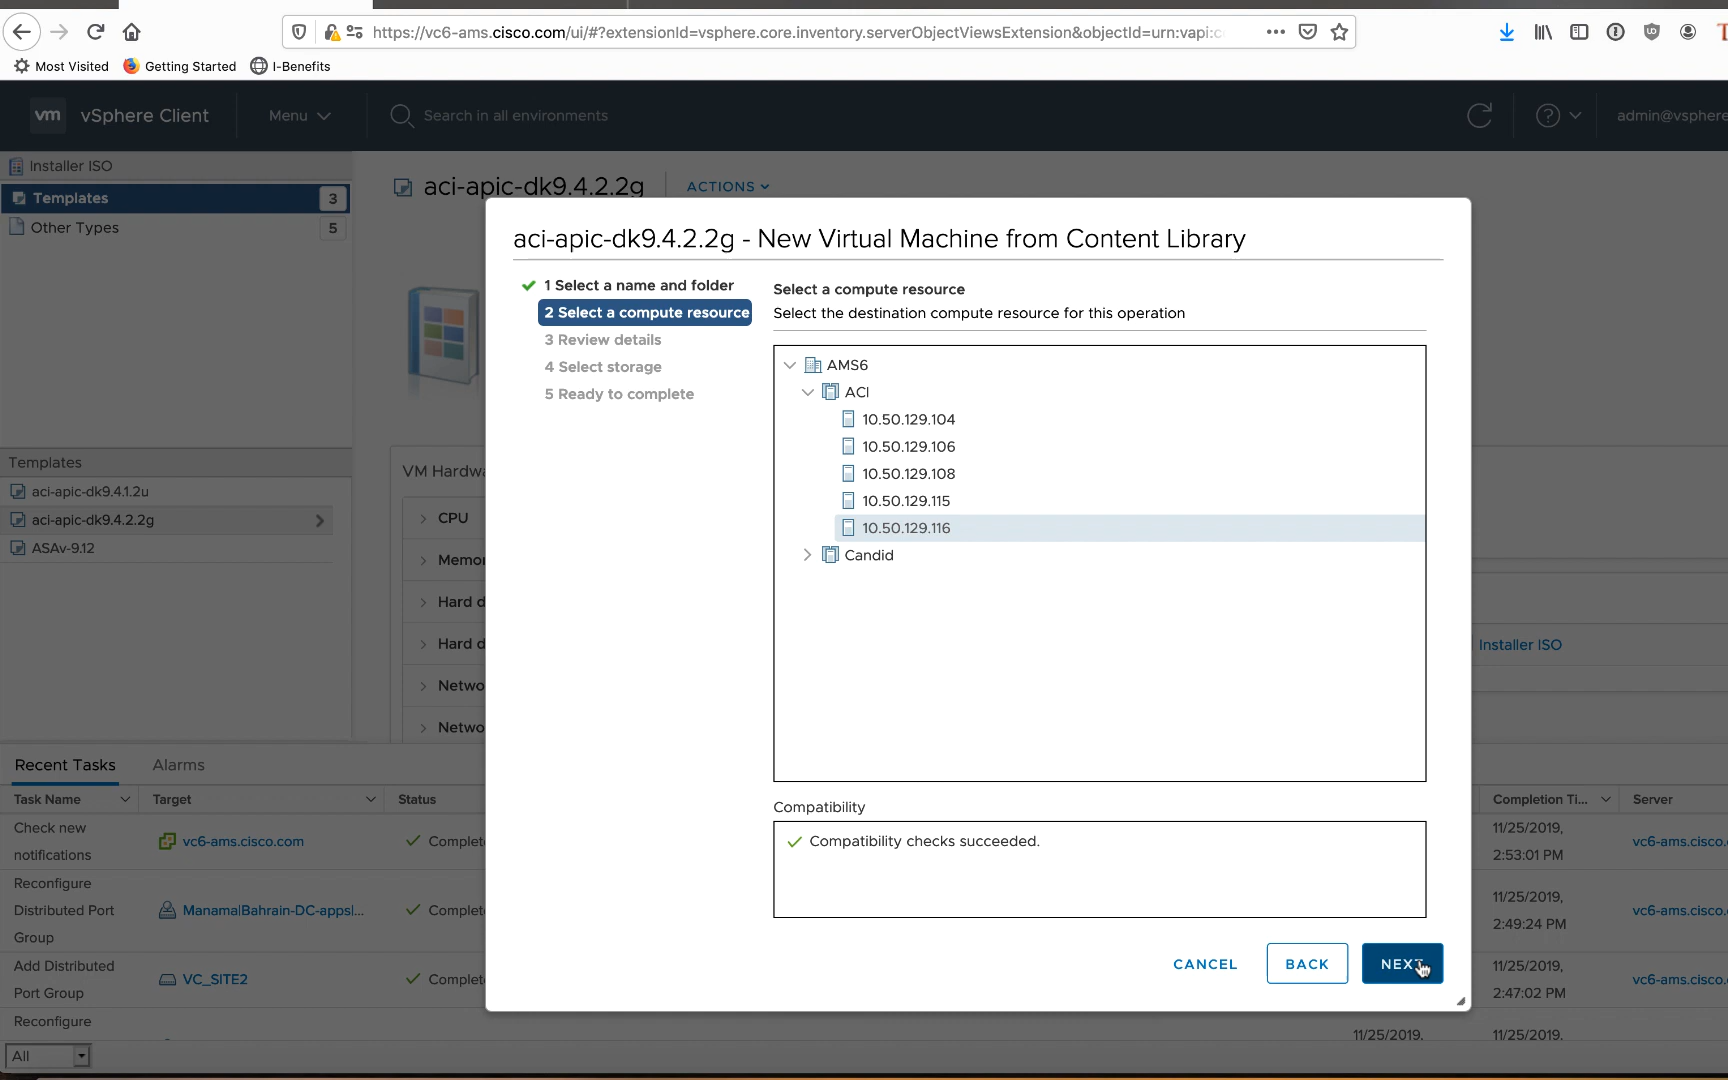 https://vc6-ams.cisco.com/ui/#?extensionId=vsphere.core.inventory.serverObjectViewsExtension&objectId=urn:vapi:c
Most Visited Getting Started I-Benefits
vm vSphere Client Menu Search in all environments admin@vsphere
Installer ISO
Templates 3
Other Types 5
aci-apic-dk9.4.2.2g ACTIONS
aci-apic-dk9.4.2.2g - New Virtual Machine from Content Library
1 Select a name and folder
2 Select a compute resource
3 Review details
4 Select storage
5 Ready to complete
Select a compute resource
Select the destination compute resource for this operation
AMS6
ACI
10.50.129.104
10.50.129.106
10.50.129.108
10.50.129.115
10.50.129.116
Candid
Compatibility
Compatibility checks succeeded.
CANCEL BACK NEXT
Templates
aci-apic-dk9.4.1.2u
aci-apic-dk9.4.2.2g
ASAv-9.12
VM Hardwa
CPU
Memor
Hard d
Hard d
Netwo
Netwo
Installer ISO
Recent Tasks Alarms
Task Name Target Status Completion Ti... Server
Check new notifications vc6-ams.cisco.com Complet 11/25/2019, 2:53:01 PM vc6-ams.cisco.
Reconfigure Distributed Port Group ManamalBahrain-DC-appsl... Complet 11/25/2019, 2:49:24 PM vc6-ams.cisco.
Add Distributed Port Group VC_SITE2 Complet 11/25/2019, 2:47:02 PM vc6-ams.cisco.
Reconfigure 11/25/2019, 11/25/2019,
All